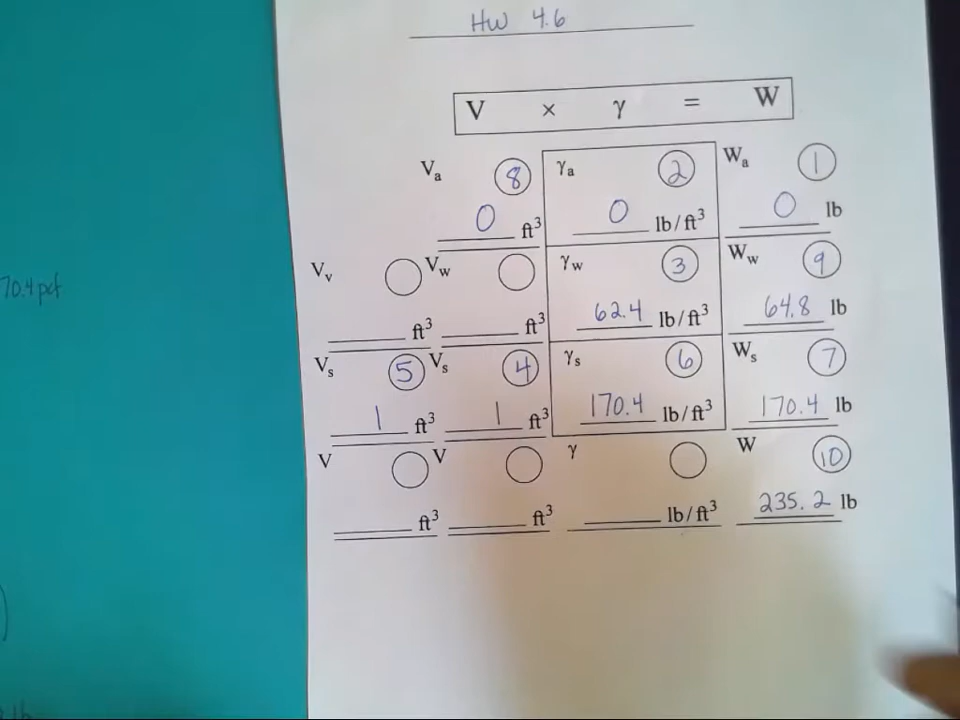 HW 4.6
V × γ = W
Va 8 γa 2 Wa 1
0 ft³ 0 lb/ft³ 0 lb
Vv Vw γw 3 Ww 9
70.4 pcf
ft³ ft³ 62.4 lb/ft³ 64.8 lb
Vs 5 Vs 4 γs 6 Ws 7
1 ft³ 1 ft³ 170.4 lb/ft³ 170.4 lb
V V γ W 10
ft³ ft³ lb/ft³ 235.2 lb